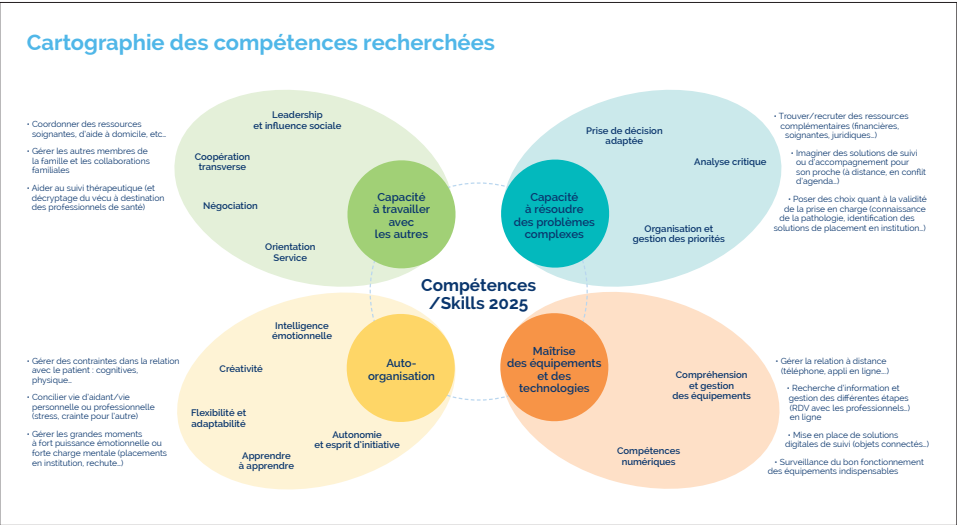 Cartographie des compétences recherchées
• Coordonner des ressources
soignantes, d'aide à domicile, etc...
• Gérer les autres membres de
la famille et les collaborations
familiales
• Aider au suivi thérapeutique (et
décryptage du vécu à destination
des professionnels de santé)
Leadership
et influence sociale
Coopération
transverse
Négociation
Orientation
Service
Capacité
à travailler
avec
les autres
Capacité
à résoudre
des problèmes
complexes
Prise de décision
adaptée
Analyse critique
Organisation et
gestion des priorités
• Trouver/recruter des ressources
complémentaires (financières,
soignantes, juridiques...)
• Imaginer des solutions de suivi
ou d'accompagnement pour
son proche (à distance, en conflit
d'agenda...)
• Poser des choix quant à la validité
de la prise en charge (connaissance
de la pathologie, identification des
solutions de placement en institution...)
Compétences
/Skills 2025
• Gérer des contraintes dans la relation
avec le patient : cognitives,
physique...
• Concilier vie d'aidant/vie
personnelle ou professionnelle
(stress, crainte pour l'autre)
• Gérer les grandes moments
à fort puissance émotionnelle ou
forte charge mentale (placements
en institution, rechute...)
Intelligence
émotionnelle
Créativité
Flexibilité et
adaptabilité
Autonomie
et esprit d'initiative
Apprendre
à apprendre
Auto-
organisation
Maîtrise
des équipements
et des
technologies
Compréhension
et gestion
des équipements
Compétences
numériques
• Gérer la relation à distance
(téléphone, appli en ligne....)
• Recherche d'information et
gestion des différentes étapes
(RDV avec les professionnels...)
en ligne
• Mise en place de solutions
digitales de suivi (objets connectés...)
• Surveillance du bon fonctionnement
des équipements indispensables